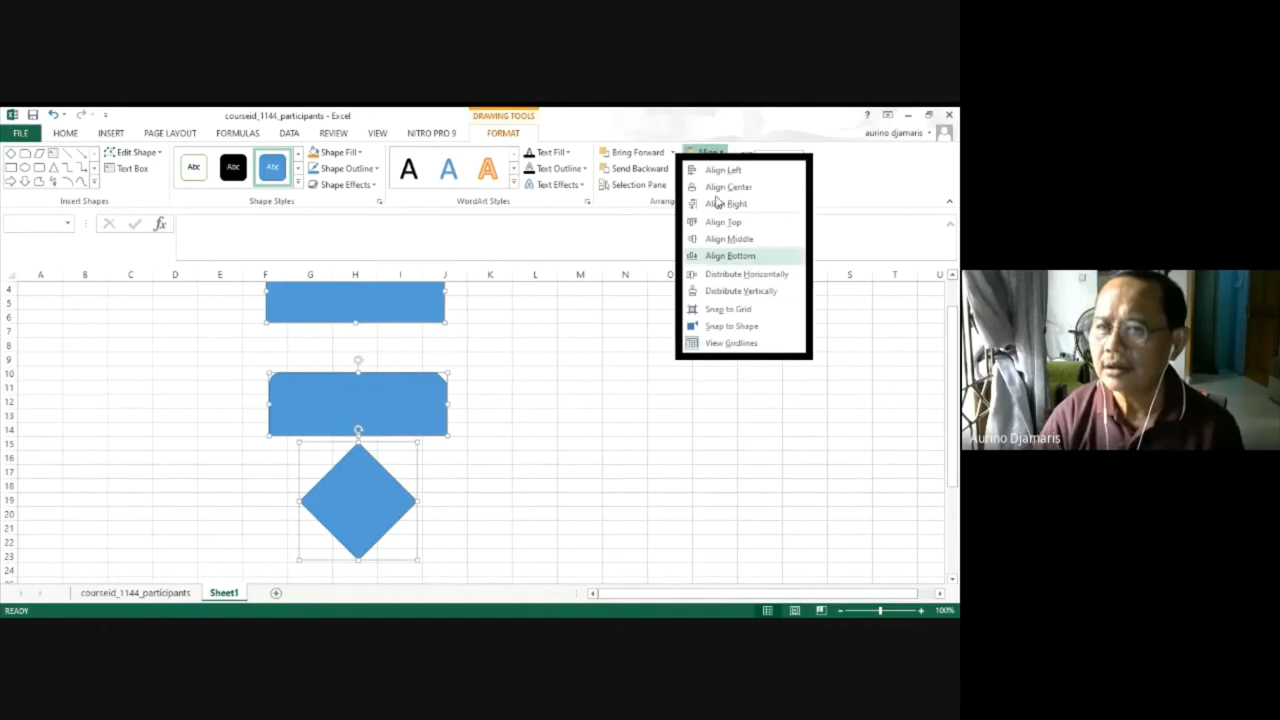 courseid_1144_participants - Excel
DRAWING TOOLS
FILE HOME INSERT PAGE LAYOUT FORMULAS DATA REVIEW VIEW NITRO PRO 9 FORMAT
aurino djamaris
Edit Shape
Text Box
Insert Shapes
Abc Abc Abc
Shape Fill
Shape Outline
Shape Effects
Shape Styles
A A A
Text Fill
Text Outline
Text Effects
WordArt Styles
Bring Forward
Send Backward
Selection Pane
Align
Align Left
Align Center
Align Right
Align Top
Align Middle
Align Bottom
Distribute Horizontally
Distribute Vertically
Snap to Grid
Snap to Shape
View Gridlines
fx
A B C D E F G H I J K L M N O S T U
4
5
6
7
8
9
10
11
12
13
14
15
16
17
18
19
20
21
22
23
24
courseid_1144_participants Sheet1
READY
100%
Aurino Djamaris